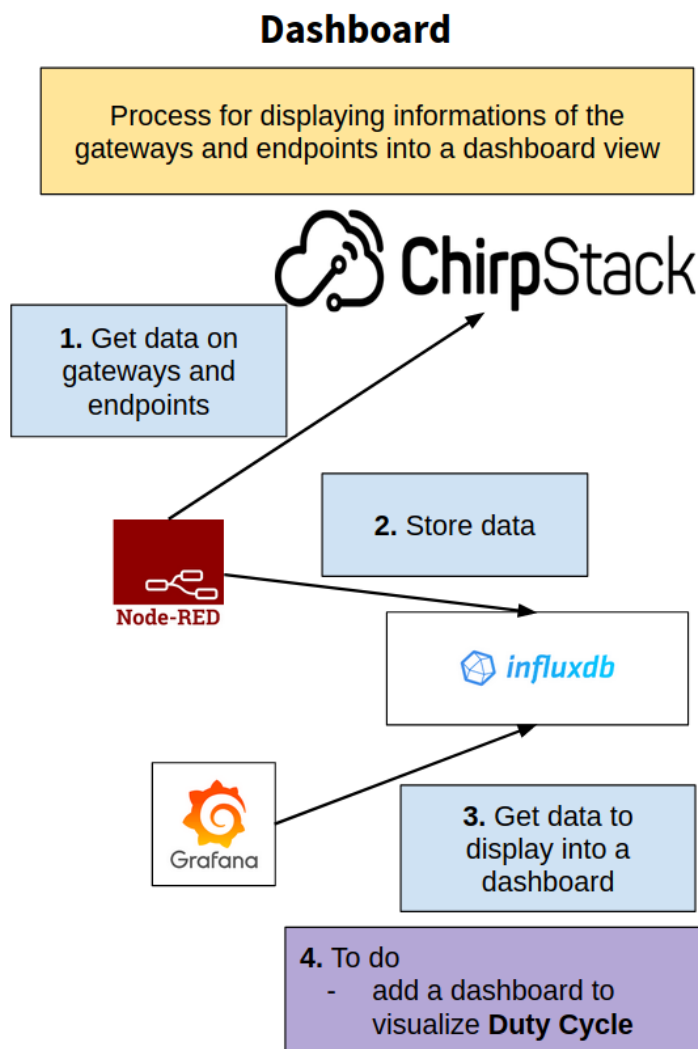 Dashboard
Process for displaying informations of the
gateways and endpoints into a dashboard view
ChirpStack
1. Get data on
gateways and
endpoints
2. Store data
Node-RED
influxdb
Grafana
3. Get data to
display into a
dashboard
4. To do
- add a dashboard to
visualize Duty Cycle